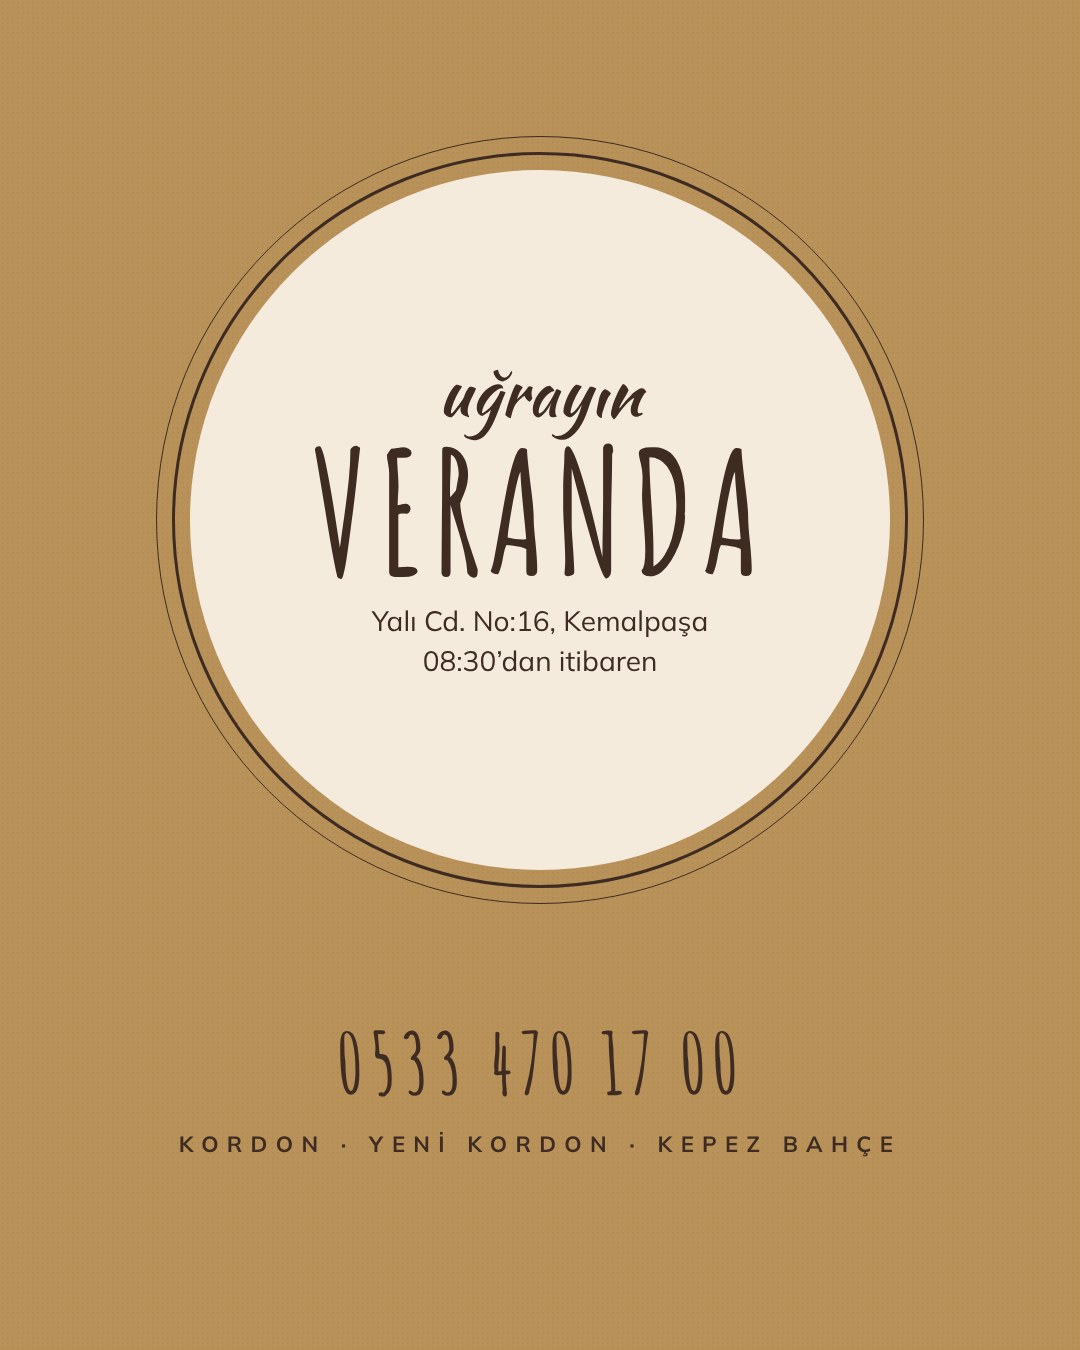 uğrayın
VERANDA
Yalı Cd. No:16, Kemalpaşa
08:30’dan itibaren
0533 470 17 00
KORDON · YENİ KORDON · KEPEZ BAHÇE